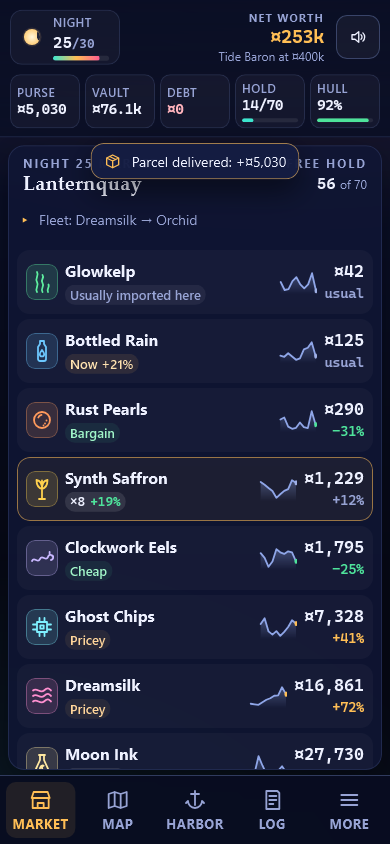 NIGHT
25/30
NET WORTH
¤253k
Tide Baron at ¤400k
PURSE
¤5,030
VAULT
¤76.1k
DEBT
¤0
HOLD
14/70
HULL
92%
NIGHT 25
Parcel delivered: +¤5,030
REE HOLD
Lanternquay
56 of 70
Fleet: Dreamsilk → Orchid
Glowkelp
Usually imported here
¤42
usual
Bottled Rain
Now +21%
¤125
usual
Rust Pearls
Bargain
¤290
−31%
Synth Saffron
×8 +19%
¤1,229
+12%
Clockwork Eels
Cheap
¤1,795
−25%
Ghost Chips
Pricey
¤7,328
+41%
Dreamsilk
Pricey
¤16,861
+72%
Moon Ink
¤27,730
MARKET
MAP
HARBOR
LOG
MORE